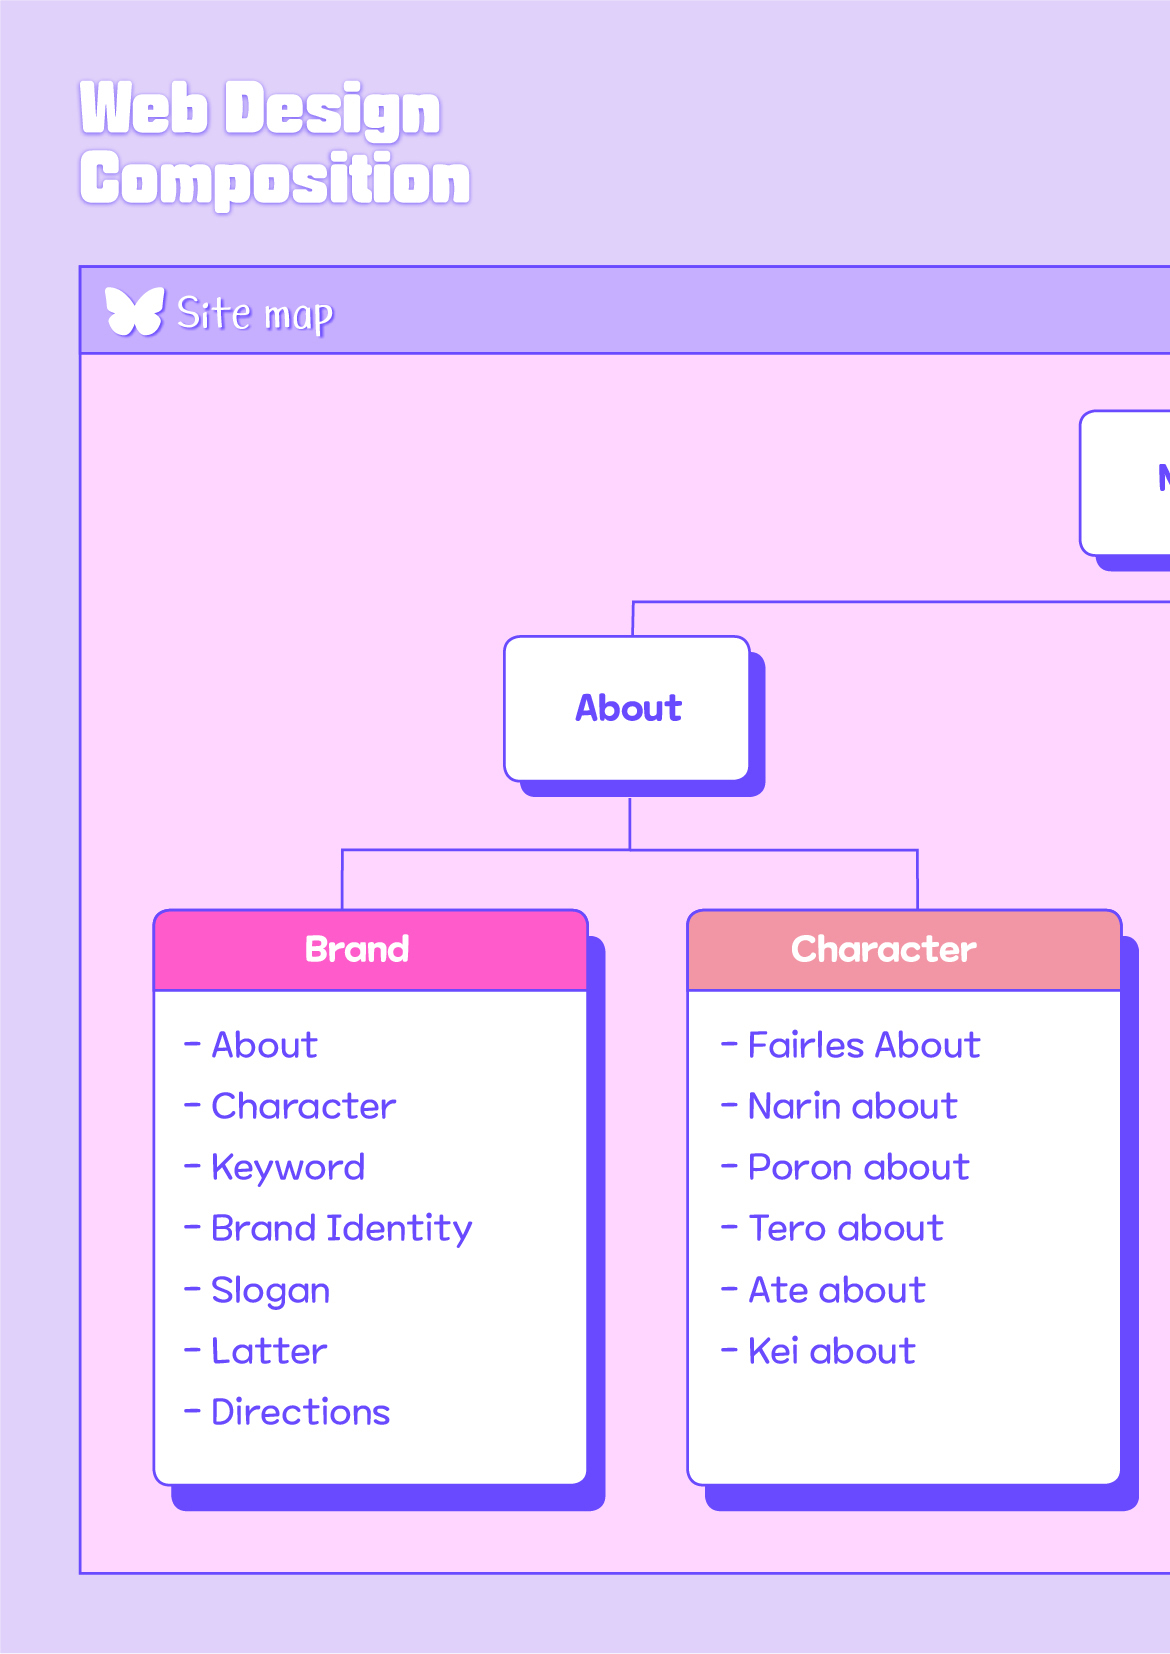 Web Design
Composition
Site map
About
Brand
- About
- Character
- Keyword
- Brand Identity
- Slogan
- Latter
- Directions
Character
- Fairles About
- Narin about
- Poron about
- Tero about
- Ate about
- Kei about